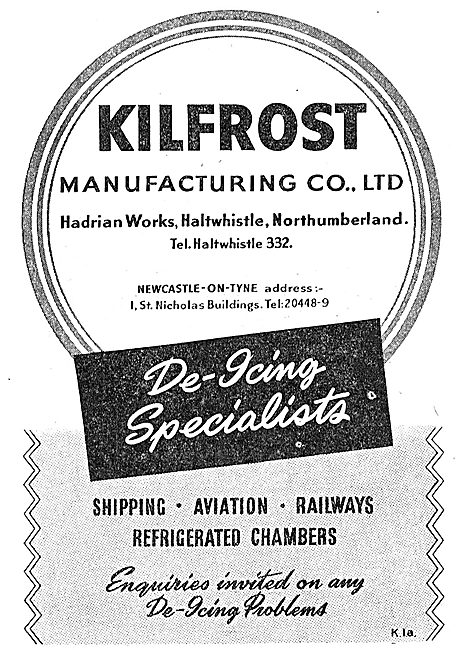 KILFROST
MANUFACTURING CO., LTD
Hadrian Works, Haltwhistle, Northumberland.
Tel. Haltwhistle 332.
NEWCASTLE-ON-TYNE address:-
1, St. Nicholas Buildings. Tel: 20448-9
De-Icing
Specialists
SHIPPING · AVIATION · RAILWAYS
REFRIGERATED CHAMBERS
Enquiries invited on any
De-Icing Problems
K.1a.